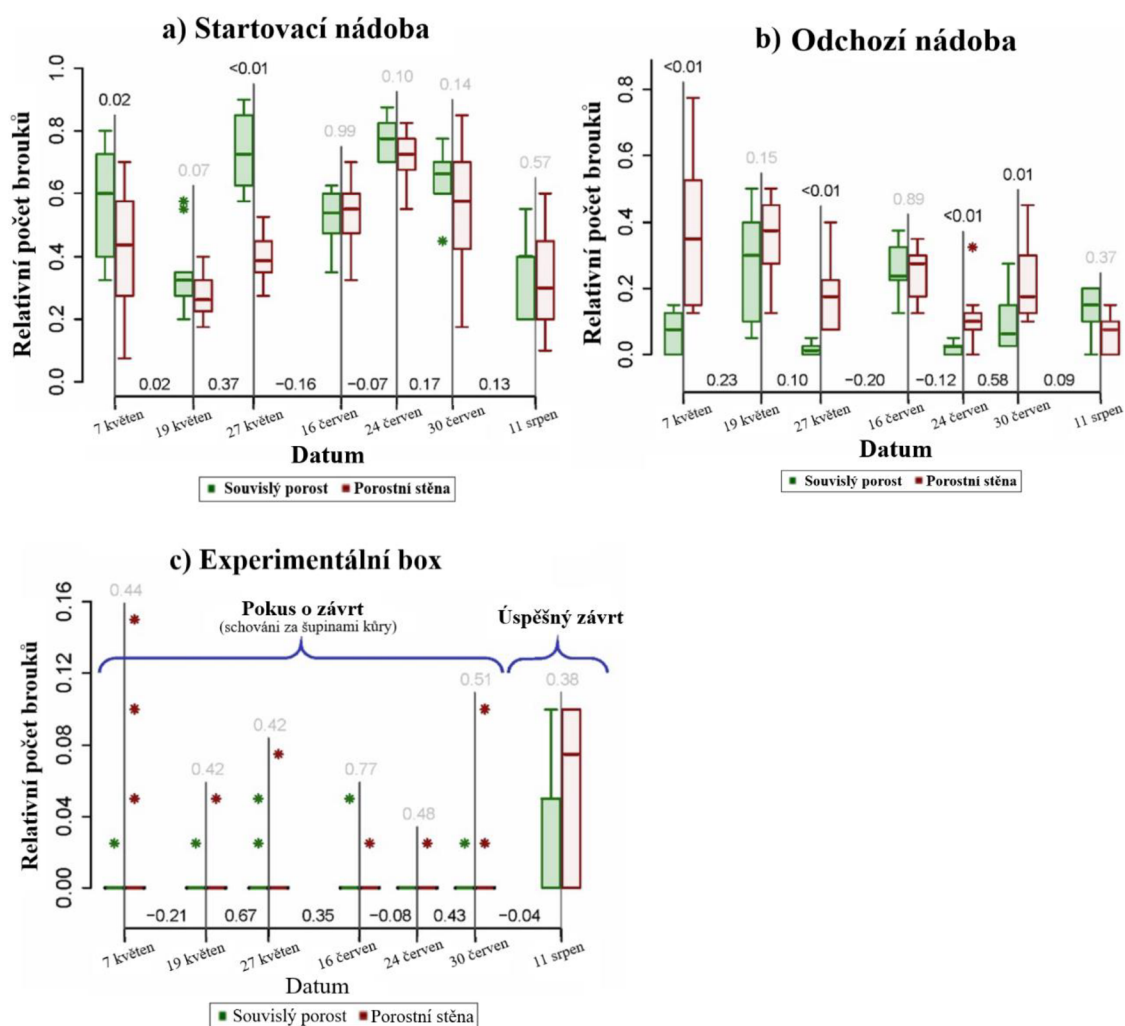 a) Startovací nádoba
Relativní počet brouků
1.0
0.8
0.6
0.4
0.2
0.0
0.02
0.07
<0.01
0.99
0.10
0.14
0.57
0.02 0.37 −0.16 −0.07 0.17 0.13
7 květen 19 květen 27 květen 16 červen 24 červen 30 červen 11 srpen
Datum
Souvislý porost Porostní stěna
b) Odchozí nádoba
Relativní počet brouků
0.8
0.6
0.4
0.2
0.0
<0.01
0.15
<0.01
0.89
<0.01
0.01
0.37
0.23 0.10 −0.20 −0.12 0.58 0.09
7 květen 19 květen 27 květen 16 červen 24 červen 30 červen 11 srpen
Datum
Souvislý porost Porostní stěna
c) Experimentální box
Relativní počet brouků
0.16
0.12
0.08
0.04
0.00
Pokus o závrt
(schováni za šupinami kůry)
Úspěšný závrt
0.44
0.42
0.42
0.77
0.48
0.51
0.38
−0.21 0.67 0.35 −0.08 0.43 −0.04
7 květen 19 květen 27 květen 16 červen 24 červen 30 červen 11 srpen
Datum
Souvislý porost Porostní stěna